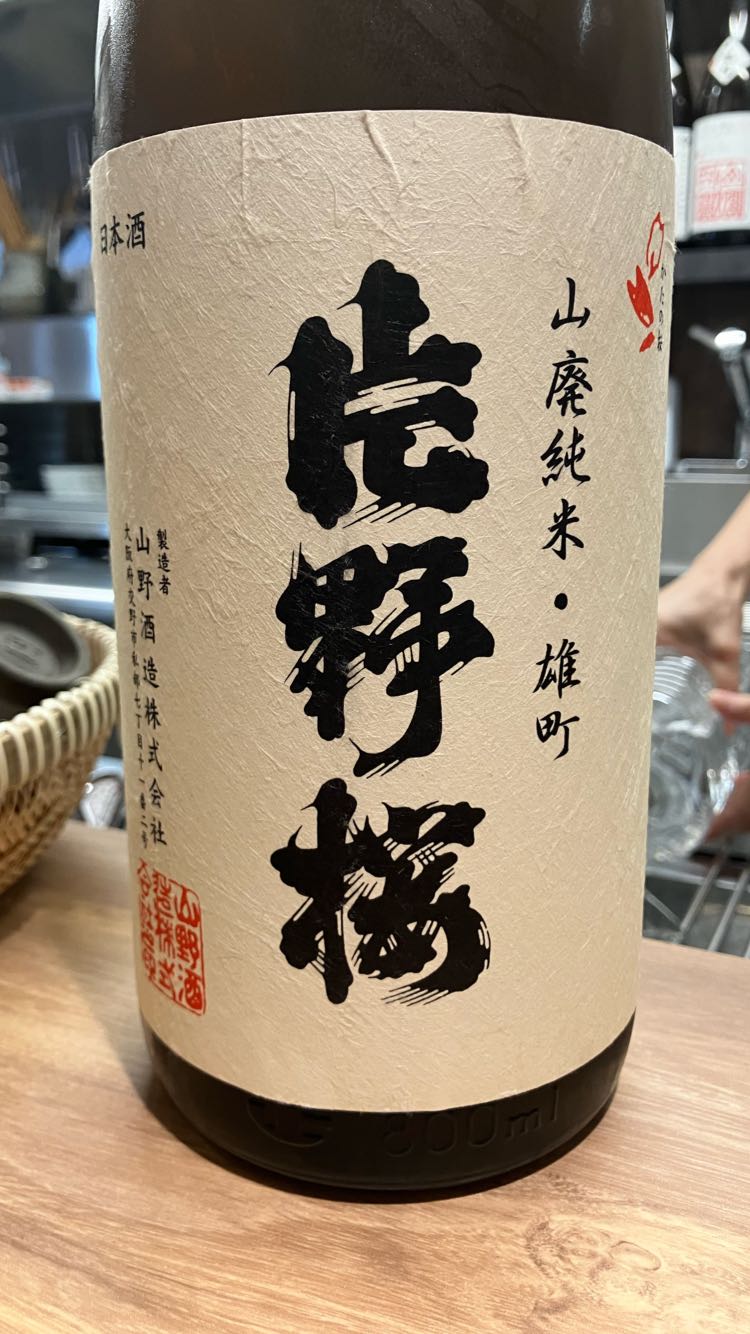 かたの桜
山廃純米・雄町
片野桜
日本酒
製造者
山野酒造株式会社
大阪府交野市私部七丁目十一番二号
山野酒
造株式
会社
800ml